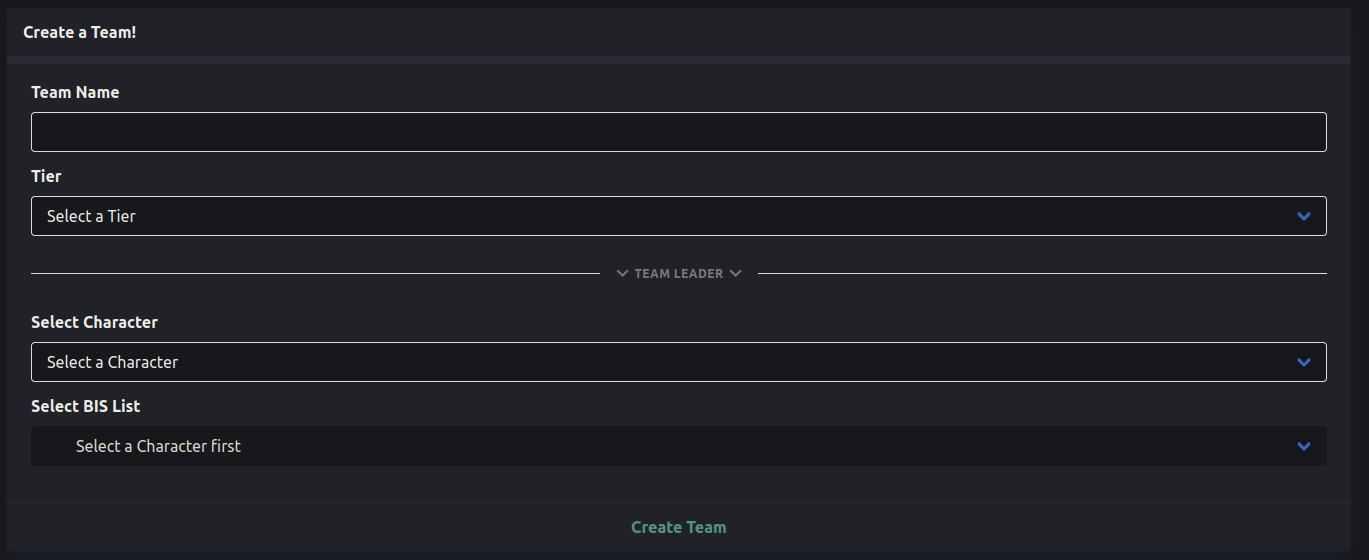 Create a Team!
Team Name
Tier
Select a Tier
TEAM LEADER
Select Character
Select a Character
Select BIS List
Select a Character first
Create Team